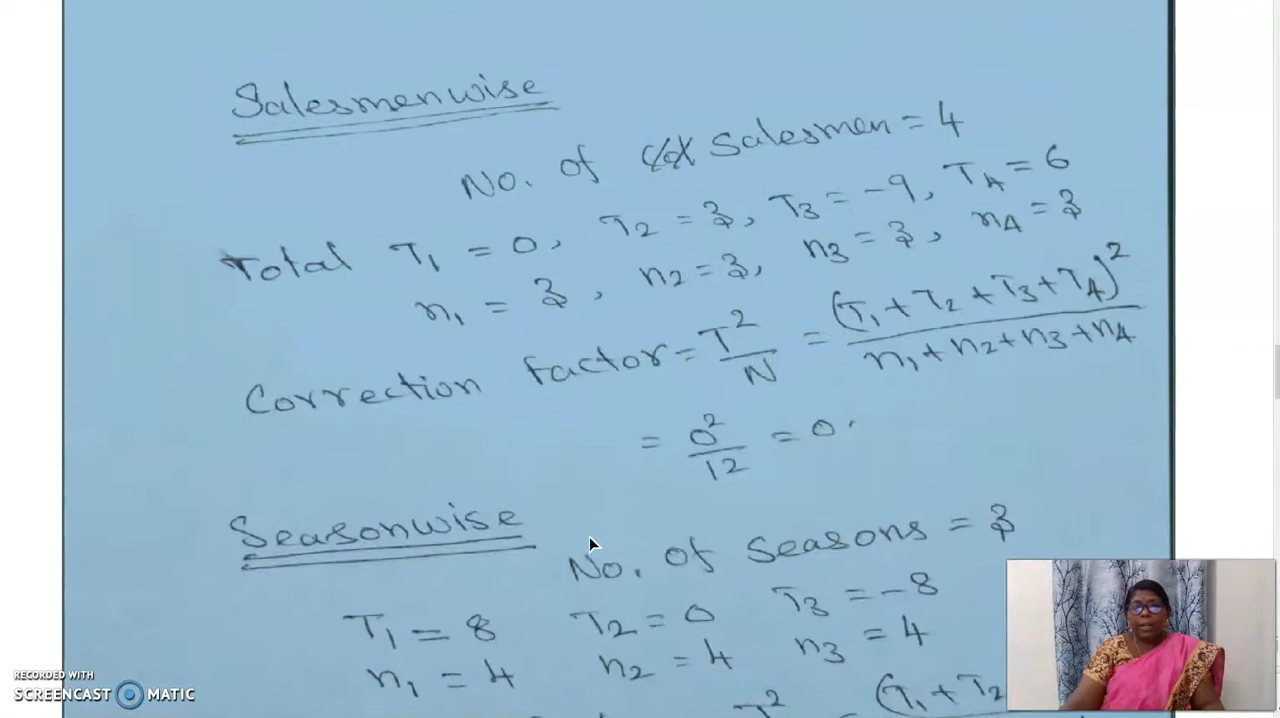 Salesmenwise
No. of Salesmen = 4
Total T₁ = 0, T₂ = 3, T₃ = -9, T₄ = 6
n₁ = 3, n₂ = 3, n₃ = 3, n₄ = 3
Correction factor = T²/N = (T₁ + T₂ + T₃ + T₄)²/n₁ + n₂ + n₃ + n₄
= 0²/12 = 0.
Seasonwise
No. of Seasons = 3
T₁ = 8 T₂ = 0 T₃ = -8
n₁ = 4 n₂ = 4 n₃ = 4
T² = (T₁ + T₂
RECORDED WITH
SCREENCAST MATIC